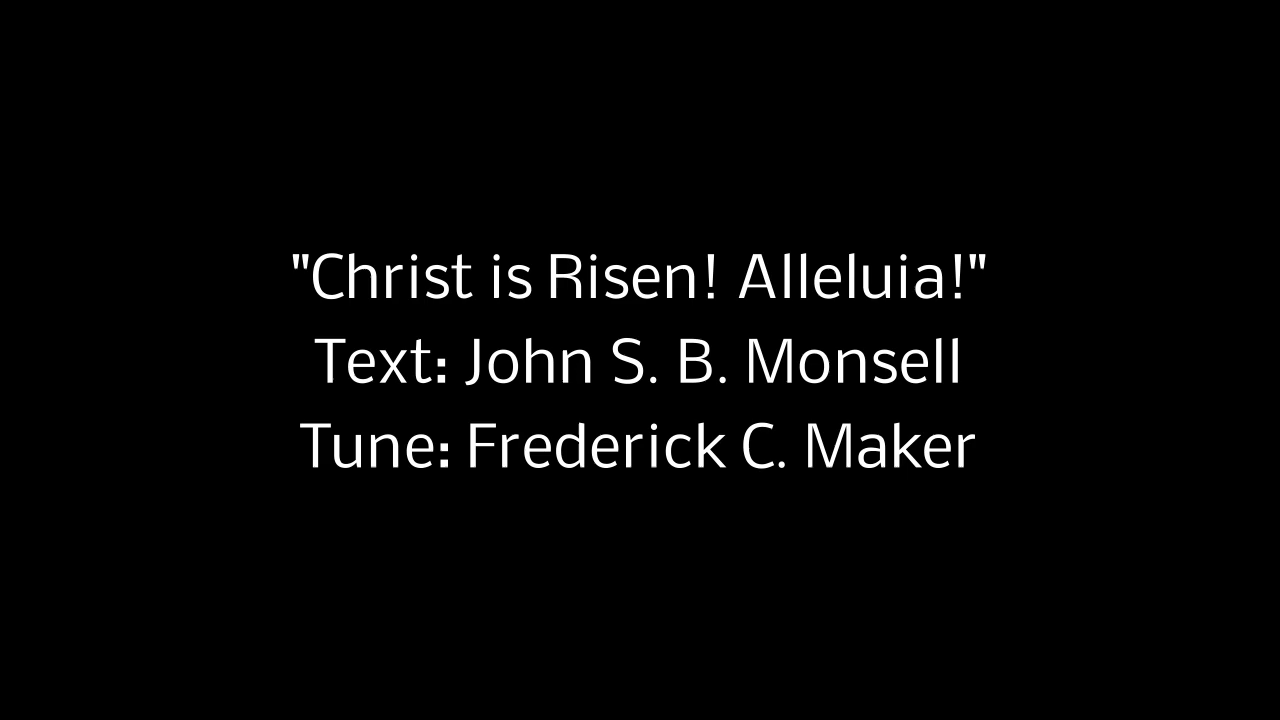 "Christ is Risen! Alleluia!"
Text: John S. B. Monsell
Tune: Frederick C. Maker